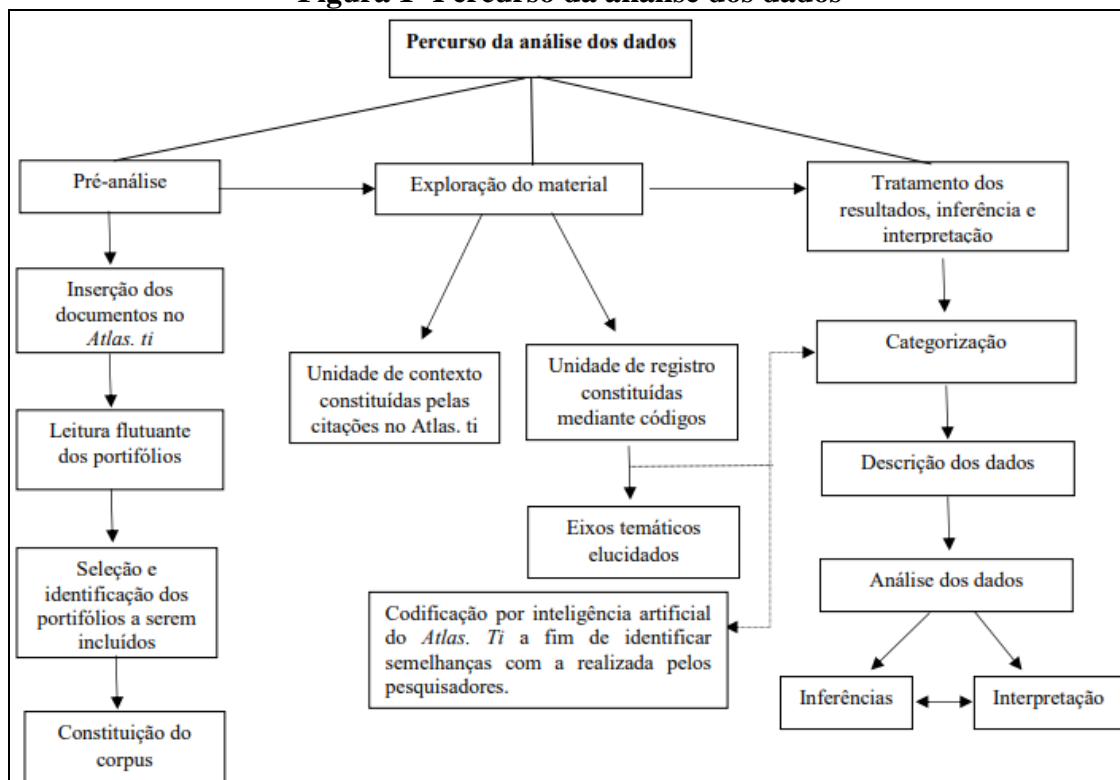 Figura 1- Percurso da análise dos dados
Percurso da análise dos dados
Pré-análise
Exploração do material
Tratamento dos
resultados, inferência e
interpretação
Inserção dos
documentos no
Atlas. ti
Unidade de contexto
constituídas pelas
citações no Atlas. ti
Unidade de registro
constituídas
mediante códigos
Categorização
Leitura flutuante
dos portifólios
Descrição dos dados
Eixos temáticos
elucidados
Seleção e
identificação dos
portifólios a serem
incluídos
Análise dos dados
Codificação por inteligência artificial
do Atlas. Ti a fim de identificar
semelhanças com a realizada pelos
pesquisadores.
Inferências
Interpretação
Constituição do
corpus